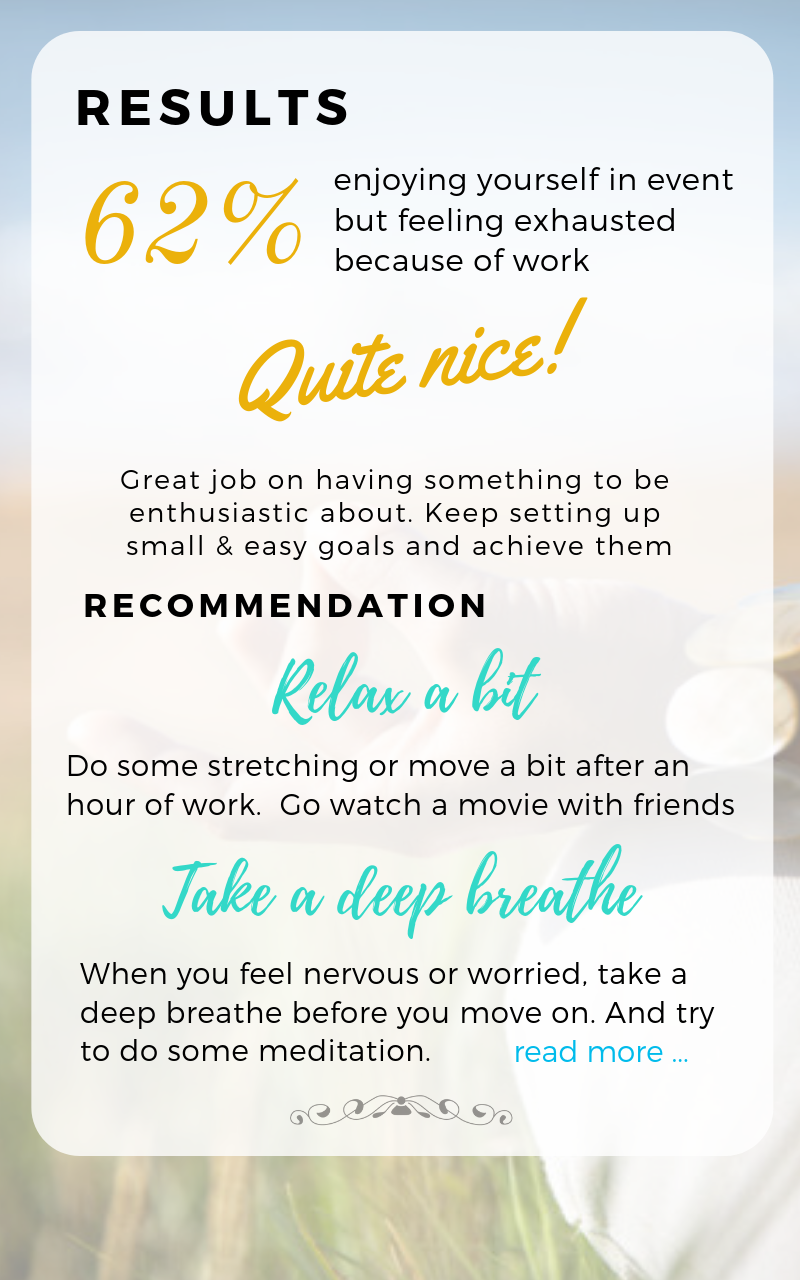 RESULTS
62%
enjoying yourself in event
but feeling exhausted
because of work
Quite nice!
Great job on having something to be
enthusiastic about. Keep setting up
small & easy goals and achieve them
RECOMMENDATION
Relax a bit
Do some stretching or move a bit after an
hour of work. Go watch a movie with friends
Take a deep breathe
When you feel nervous or worried, take a
deep breathe before you move on. And try
to do some meditation. read more ...